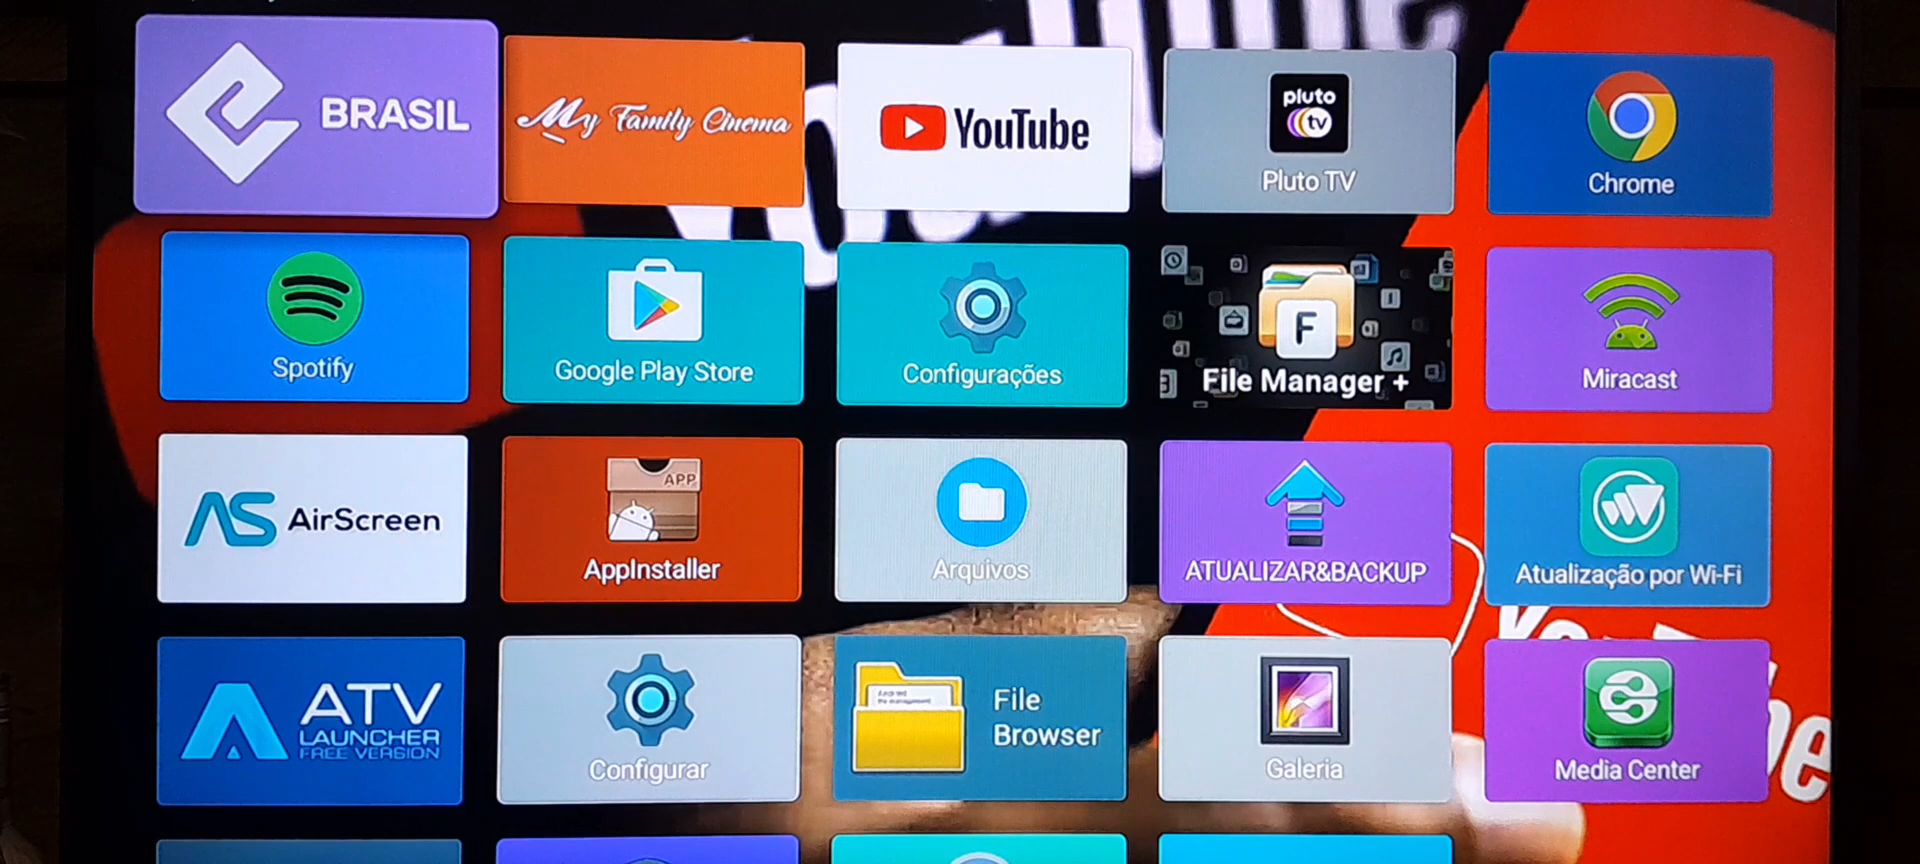 BRASIL
My Family Cinema
YouTube
pluto
tv
Pluto TV
Chrome
Spotify
Google Play Store
Configurações
F
File Manager +
Miracast
AS AirScreen
APP
AppInstaller
Arquivos
ATUALIZAR&BACKUP
Atualização por Wi-Fi
ATV
LAUNCHER
FREE VERSION
Configurar
File
Browser
Galeria
Media Center